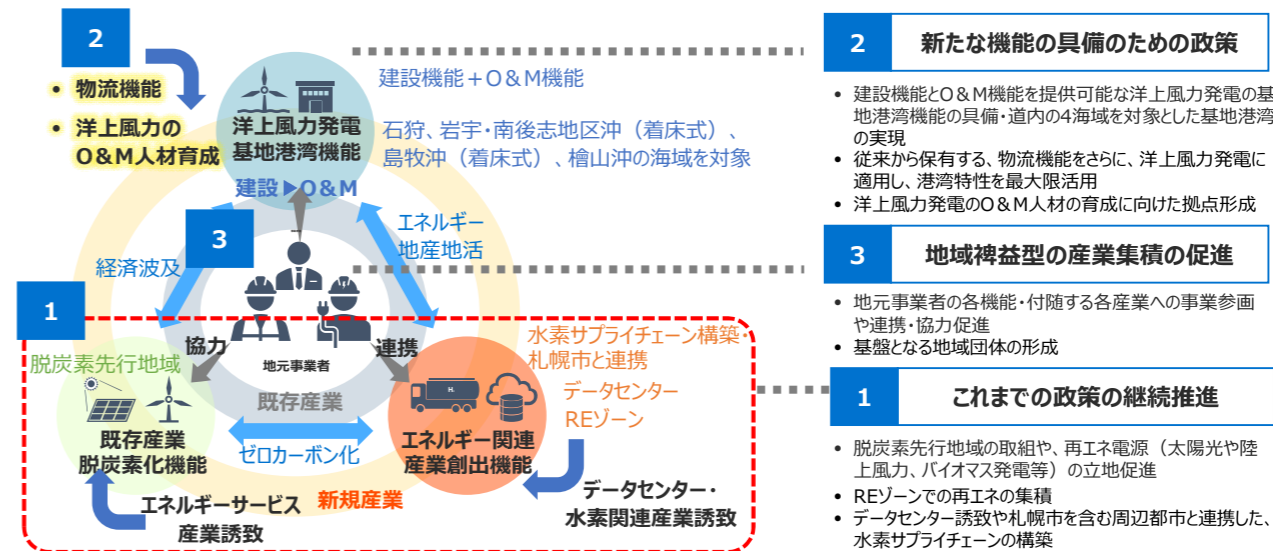 2
• 物流機能
• 洋上風力の
O&M人材育成
洋上風力発電
基地港湾機能
建設▶O&M
建設機能+O&M機能
石狩、岩宇・南後志地区沖（着床式）、
島牧沖（着床式）、檜山沖の海域を対象
3
経済波及
エネルギー
地産地活
1
脱炭素先行地域
協力
地元事業者
連携
既存産業
水素サプライチェーン構築・
札幌市と連携
データセンター
REゾーン
H₂
既存産業
脱炭素化機能
ゼロカーボン化
エネルギー関連
産業創出機能
エネルギーサービス
産業誘致
新規産業
データセンター・
水素関連産業誘致
2 新たな機能の具備のための政策
• 建設機能とO&M機能を提供可能な洋上風力発電の基
地港湾機能の具備・道内の4海域を対象とした基地港湾
の実現
• 従来から保有する、物流機能をさらに、洋上風力発電に
適用し、港湾特性を最大限活用
• 洋上風力発電のO&M人材の育成に向けた拠点形成
3 地域裨益型の産業集積の促進
• 地元事業者の各機能・付随する各産業への事業参画
や連携・協力促進
• 基盤となる地域団体の形成
1 これまでの政策の継続推進
• 脱炭素先行地域の取組や、再エネ電源（太陽光や陸
上風力、バイオマス発電等）の立地促進
• REゾーンでの再エネの集積
• データセンター誘致や札幌市を含む周辺都市と連携した、
水素サプライチェーンの構築